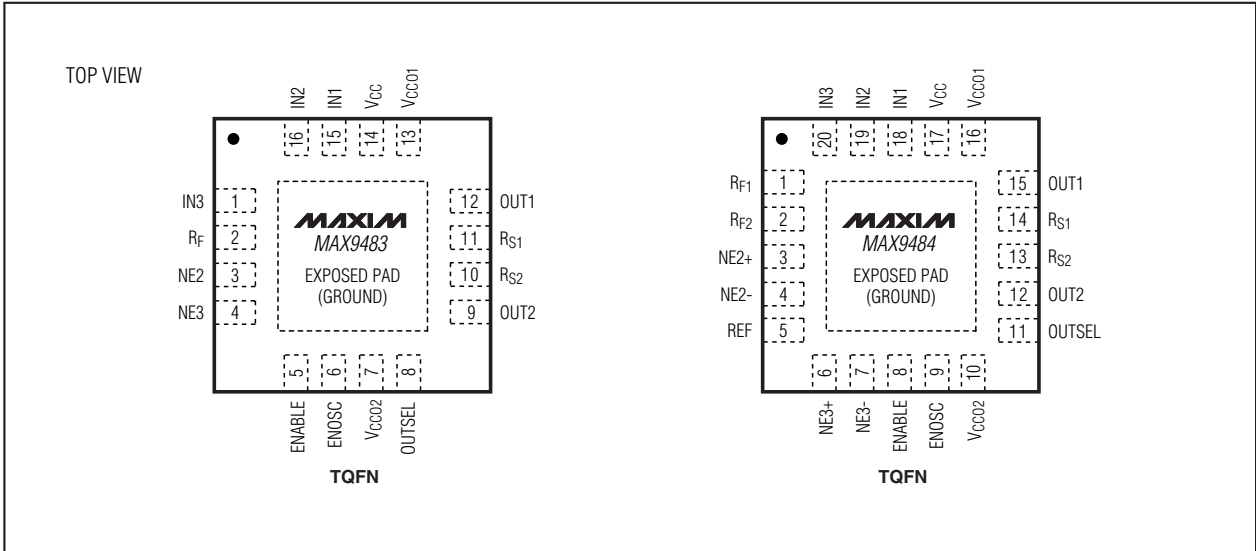 TOP VIEW
IN2 IN1 VCC VCCO1
16 15 14 13
IN3 1
RF 2
NE2 3
NE3 4
MAXIM
MAX9483
EXPOSED PAD
(GROUND)
12 OUT1
11 RS1
10 RS2
9 OUT2
5 6 7 8
ENABLE ENOSC VCCO2 OUTSEL
TQFN
IN3 IN2 IN1 VCC VCCO1
20 19 18 17 16
RF1 1
RF2 2
NE2+ 3
NE2- 4
REF 5
MAXIM
MAX9484
EXPOSED PAD
(GROUND)
15 OUT1
14 RS1
13 RS2
12 OUT2
11 OUTSEL
6 7 8 9 10
NE3+ NE3- ENABLE ENOSC VCCO2
TQFN